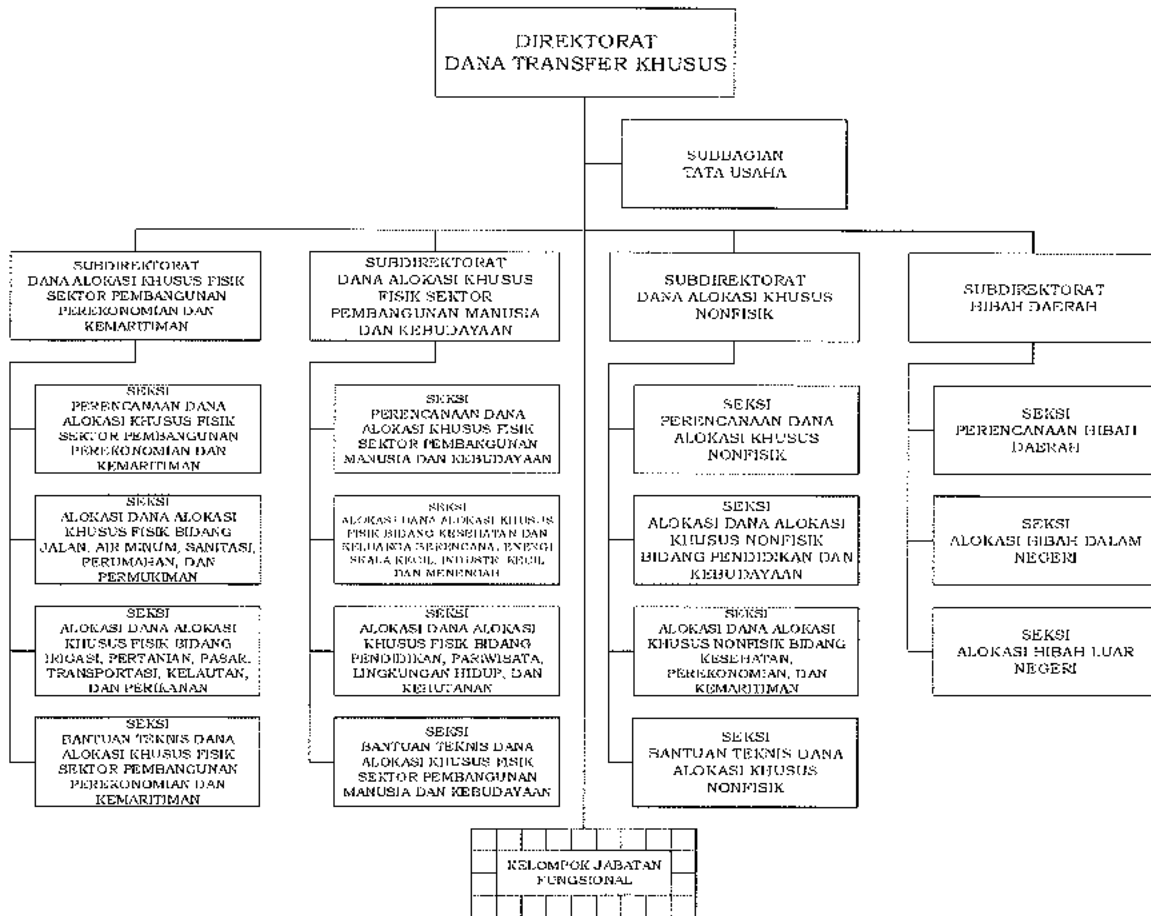 DIREKTORAT
DANA TRANSFER KHUSUS
SUBBAGIAN
TATA USAHA
SUBDIREKTORAT
DANA ALOKASI KHUSUS FISIK
SEKTOR PEMBANGUNAN
PEREKONOMIAN DAN
KEMARITIMAN
SEKSI
PERENCANAAN DANA
ALOKASI KHUSUS FISIK
SEKTOR PEMBANGUNAN
PEREKONOMIAN DAN
KEMARITIMAN
SEKSI
ALOKASI DANA ALOKASI
KHUSUS FISIK BIDANG
JALAN, AIR MINUM, SANITASI,
PERUMAHAN, DAN
PERMUKIMAN
SEKSI
ALOKASI DANA ALOKASI
KHUSUS FISIK BIDANG
IRIGASI, PERTANIAN, PASAR,
TRANSPORTASI, KELAUTAN,
DAN PERIKANAN
SEKSI
BANTUAN TEKNIS DANA
ALOKASI KHUSUS FISIK
SEKTOR PEMBANGUNAN
PEREKONOMIAN DAN
KEMARITIMAN
SUBDIREKTORAT
DANA ALOKASI KHUSUS
FISIK SEKTOR
PEMBANGUNAN MANUSIA
DAN KEBUDAYAAN
SEKSI
PERENCANAAN DANA
ALOKASI KHUSUS FISIK
SEKTOR PEMBANGUNAN
MANUSIA DAN KEBUDAYAAN
SEKSI
ALOKASI DANA ALOKASI KHUSUS
FISIK BIDANG KESEHATAN DAN
KELUARGA BERENCANA, ENERGI
SKALA KECIL, INDUSTRI KECIL
DAN MENENGAH
SEKSI
ALOKASI DANA ALOKASI
KHUSUS FISIK BIDANG
PENDIDIKAN, PARIWISATA,
LINGKUNGAN HIDUP, DAN
KEHUTANAN
SEKSI
BANTUAN TEKNIS DANA
ALOKASI KHUSUS FISIK
SEKTOR PEMBANGUNAN
MANUSIA DAN KEBUDAYAAN
SUBDIREKTORAT
DANA ALOKASI KHUSUS
NONFISIK
SEKSI
PERENCANAAN DANA
ALOKASI KHUSUS
NONFISIK
SEKSI
ALOKASI DANA ALOKASI
KHUSUS NONFISIK
BIDANG PENDIDIKAN DAN
KEBUDAYAAN
SEKSI
ALOKASI DANA ALOKASI
KHUSUS NONFISIK BIDANG
KESEHATAN,
PEREKONOMIAN, DAN
KEMARITIMAN
SEKSI
BANTUAN TEKNIS DANA
ALOKASI KHUSUS
NONFISIK
SUBDIREKTORAT
HIBAH DAERAH
SEKSI
PERENCANAAN HIBAH
DAERAH
SEKSI
ALOKASI HIBAH DALAM
NEGERI
SEKSI
ALOKASI HIBAH LUAR
NEGERI
KELOMPOK JABATAN
FUNGSIONAL